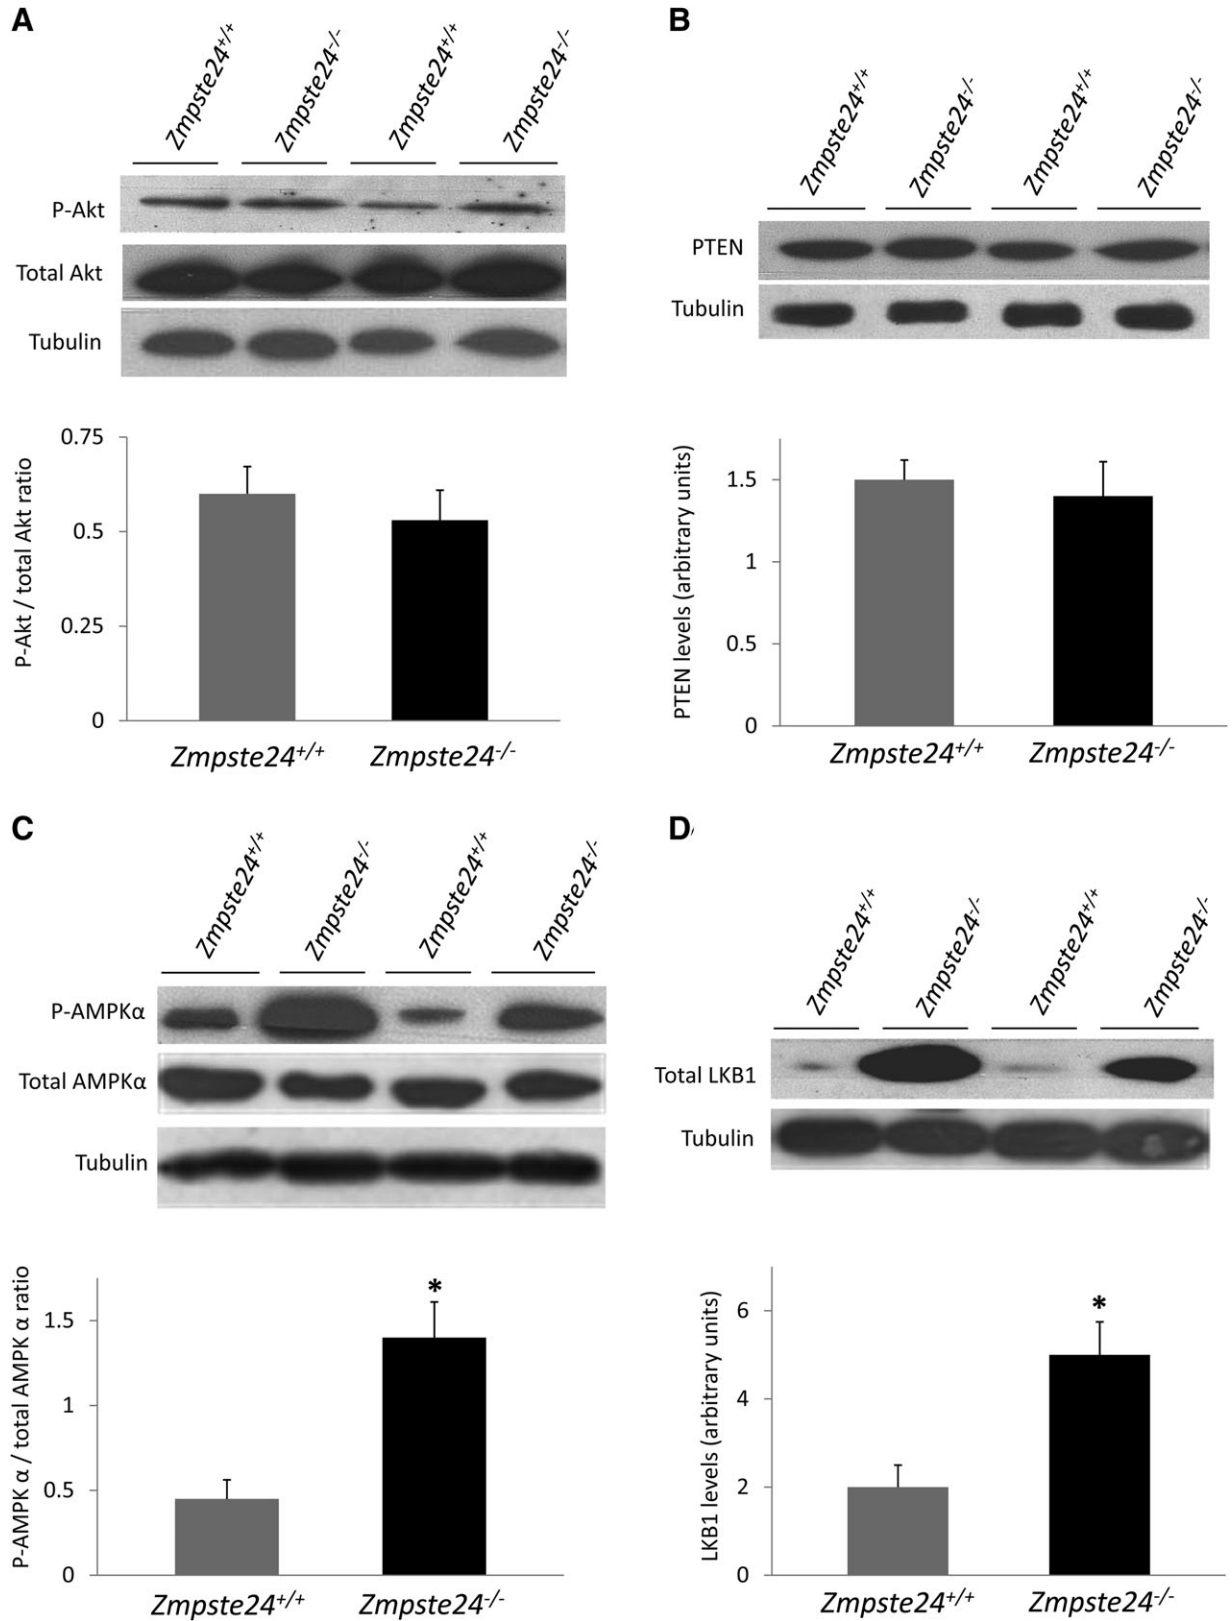 A
Zmpste24+/+
Zmpste24-/-
Zmpste24+/+
Zmpste24-/-
P-Akt
Total Akt
Tubulin
P-Akt / total Akt ratio
0.75
0.5
0.25
0
Zmpste24+/+
Zmpste24-/-
B
Zmpste24+/+
Zmpste24-/-
Zmpste24+/+
Zmpste24-/-
PTEN
Tubulin
PTEN levels (arbitrary units)
1.5
1
0.5
0
Zmpste24+/+
Zmpste24-/-
C
Zmpste24+/+
Zmpste24-/-
Zmpste24+/+
Zmpste24-/-
P-AMPKα
Total AMPKα
Tubulin
P-AMPK α / total AMPK α ratio
1.5
1
0.5
0
*
Zmpste24+/+
Zmpste24-/-
D
Zmpste24+/+
Zmpste24-/-
Zmpste24+/+
Zmpste24-/-
Total LKB1
Tubulin
LKB1 levels (arbitrary units)
6
4
2
0
*
Zmpste24+/+
Zmpste24-/-